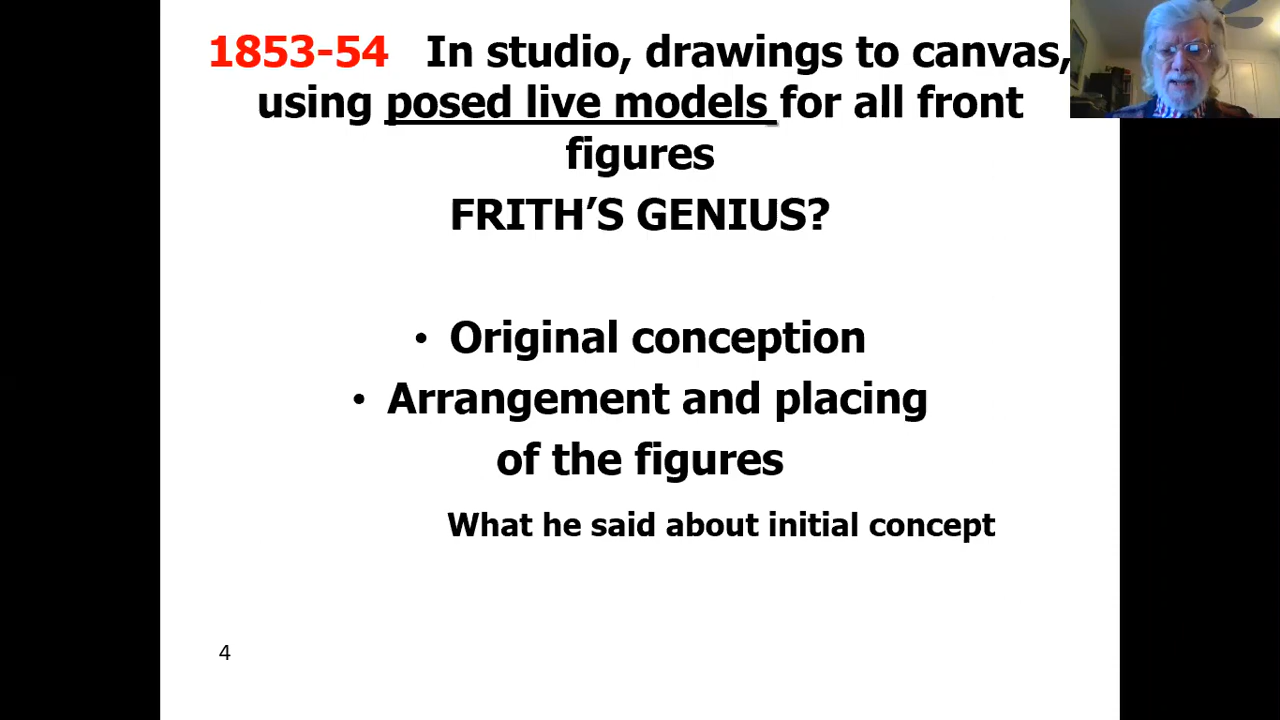 1853-54 In studio, drawings to canvas,
using posed live models for all front
figures
FRITH’S GENIUS?
• Original conception
• Arrangement and placing
of the figures
What he said about initial concept
4